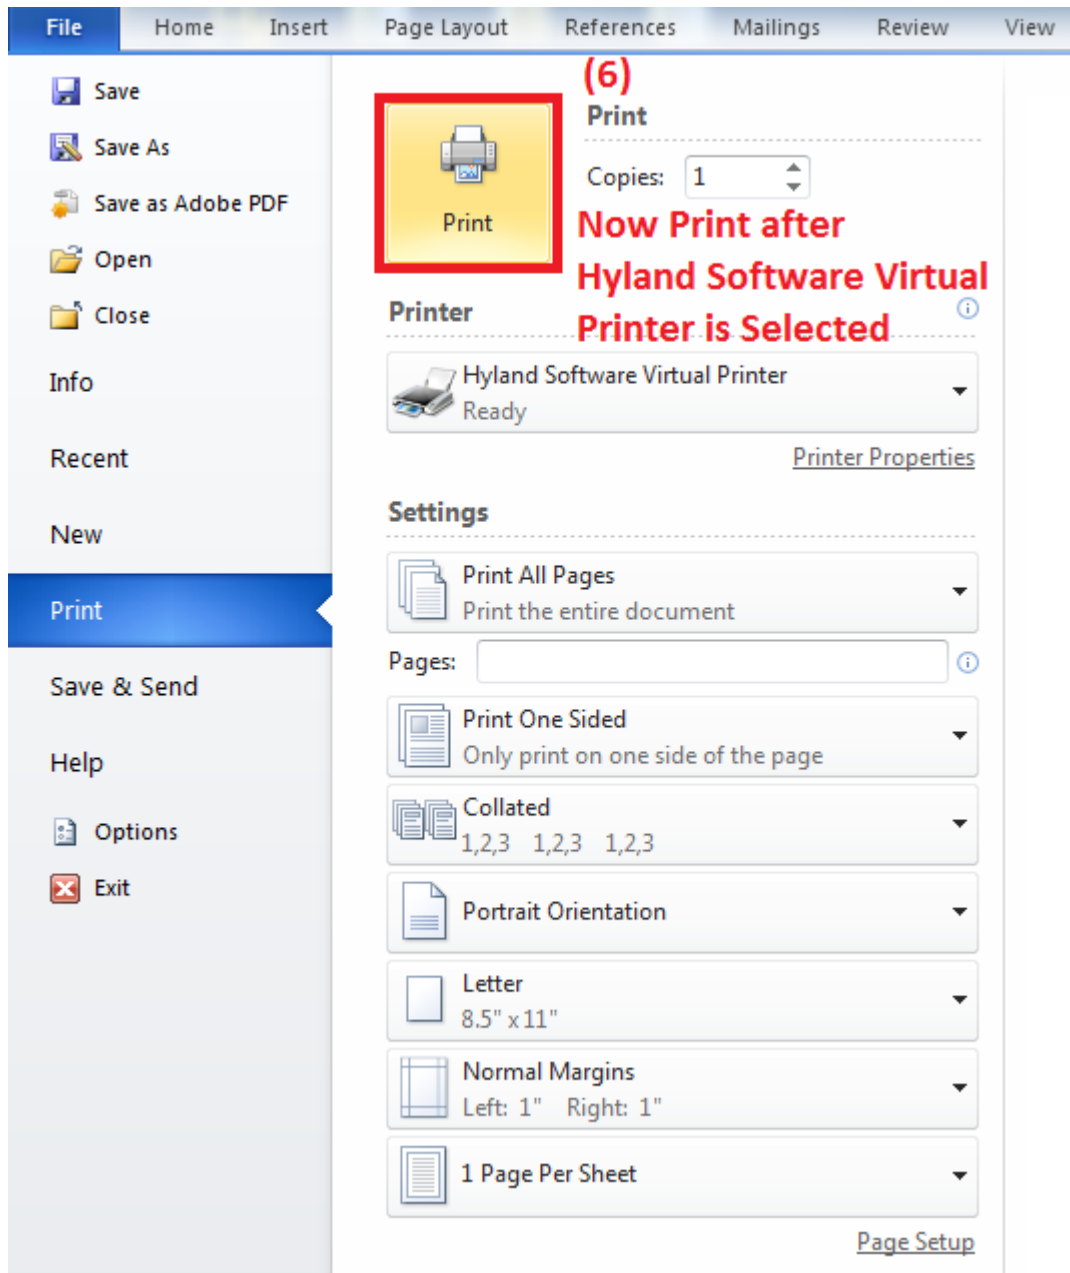 File Home Insert Page Layout References Mailings Review View
Save
Save As
Save as Adobe PDF
Open
Close
Info
Recent
New
Print
Save & Send
Help
Options
Exit
(6)
Print
Print
Copies: 1
Now Print after
Hyland Software Virtual
Printer is Selected
Printer
Hyland Software Virtual Printer
Ready
Printer Properties
Settings
Print All Pages
Print the entire document
Pages:
Print One Sided
Only print on one side of the page
Collated
1,2,3 1,2,3 1,2,3
Portrait Orientation
Letter
8.5" x 11"
Normal Margins
Left: 1" Right: 1"
1 Page Per Sheet
Page Setup